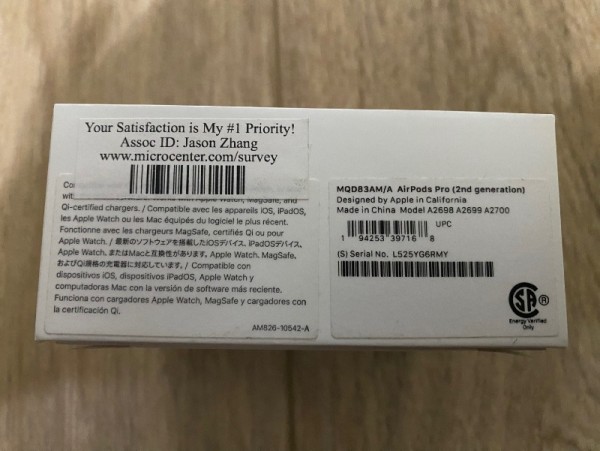 Your Satisfaction is My #1 Priority!
Assoc ID: Jason Zhang
www.microcenter.com/survey
Qi-certified chargers. / Compatible avec les appareils iOS, iPadOS,
les Apple Watch ou les Mac équipés du logiciel le plus récent.
Fonctionne avec les chargeurs MagSafe, certifiés Qi ou pour
Apple Watch. / 最新のソフトウェアを搭載したiOSデバイス、iPadOSデバイス、
Apple Watch、またはMacと互換性があります。Apple Watch、MagSafe、
およびQi規格の充電器に対応しています。/ Compatible con
dispositivos iOS, dispositivos iPadOS, Apple Watch y
computadoras Mac con la versión de software más reciente.
Funciona con cargadores Apple Watch, MagSafe y cargadores con
la certificación Qi.
AM826-10542-A
MQD83AM/A AirPods Pro (2nd generation)
Designed by Apple in California
Made in China Model A2698 A2699 A2700
UPC
1 94253 39716 8
(S) Serial No. L525YG6RMY
SA ®
Energy Verified
Only